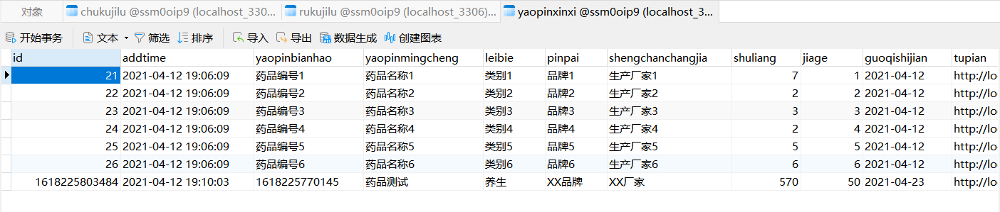 对象 chukujilu @ssm0oip9 (localhost_330... rukujilu @ssm0oip9 (localhost_3306)... yaopinxinxi @ssm0oip9 (localhost_3...
开始事务 文本 筛选 排序 导入 导出 数据生成 创建图表
id addtime yaopinbianhao yaopinmingcheng leibie pinpai shengchanchangjia shuliang jiage guoqishijian tupian
21 2021-04-12 19:06:09 药品编号1 药品名称1 类别1 品牌1 生产厂家1 7 1 2021-04-12 http://lo
22 2021-04-12 19:06:09 药品编号2 药品名称2 类别2 品牌2 生产厂家2 2 2 2021-04-12 http://lo
23 2021-04-12 19:06:09 药品编号3 药品名称3 类别3 品牌3 生产厂家3 3 3 2021-04-12 http://lo
24 2021-04-12 19:06:09 药品编号4 药品名称4 类别4 品牌4 生产厂家4 2 4 2021-04-12 http://lo
25 2021-04-12 19:06:09 药品编号5 药品名称5 类别5 品牌5 生产厂家5 5 5 2021-04-12 http://lo
26 2021-04-12 19:06:09 药品编号6 药品名称6 类别6 品牌6 生产厂家6 6 6 2021-04-12 http://lo
1618225803484 2021-04-12 19:10:03 1618225770145 药品测试 养生 XX品牌 XX厂家 570 50 2021-04-23 http://lo